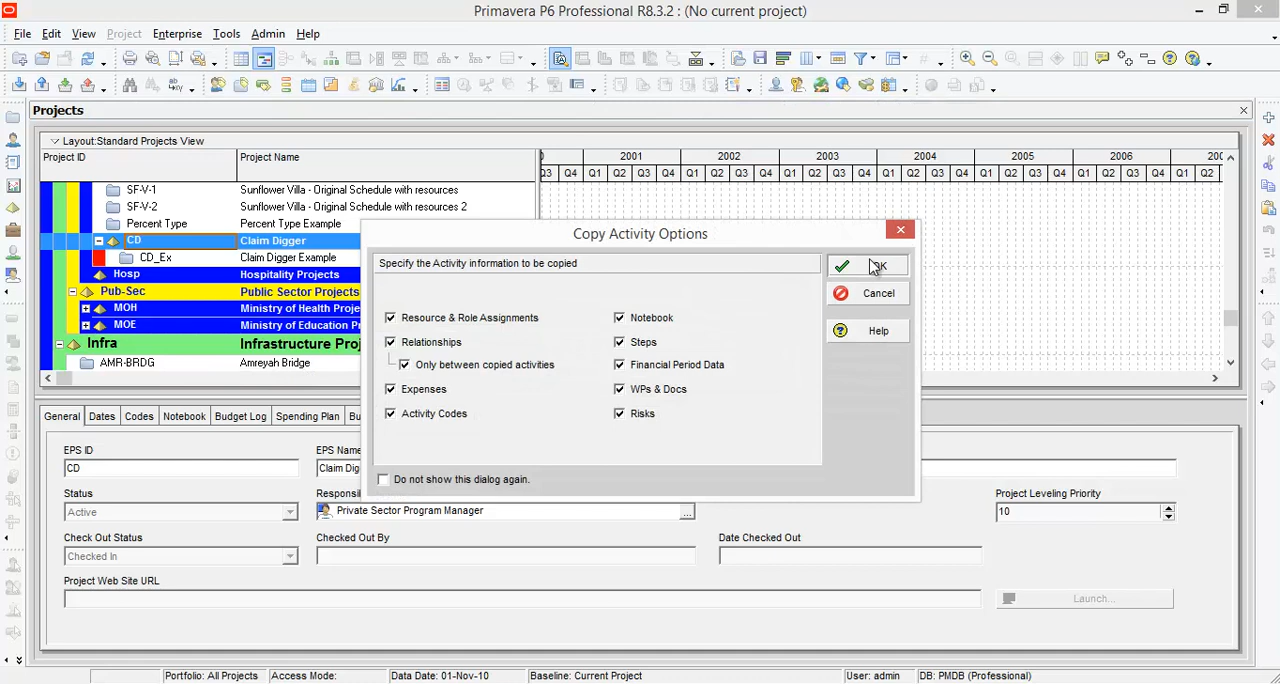 Primavera P6 Professional R8.3.2 : (No current project)
File Edit View Project Enterprise Tools Admin Help
Projects
Layout:Standard Projects View
Project ID Project Name 2001 2002 2003 2004 2005 2006
Q3 Q4 Q1 Q2 Q3 Q4 Q1 Q2 Q3 Q4 Q1 Q2 Q3 Q4 Q1 Q2 Q3 Q4 Q1 Q2 Q3 Q4 Q1 Q2 Q3 Q4 Q1 Q2
SF-V-1 Sunflower Villa - Original Schedule with resources
SF-V-2 Sunflower Villa - Original Schedule with resources 2
Percent Type Percent Type Example
CD Claim Digger
CD_Ex Claim Digger Example
Hosp Hospitality Projects
Pub-Sec Public Sector Projects
MOH Ministry of Health Proje
MOE Ministry of Education P
Infra Infrastructure Proj
AMR-BRDG Amreyah Bridge
Copy Activity Options
Specify the Activity information to be copied
OK
Cancel
Help
Resource & Role Assignments Notebook
Relationships Steps
Only between copied activities Financial Period Data
Expenses WPs & Docs
Activity Codes Risks
Do not show this dialog again.
General Dates Codes Notebook Budget Log Spending Plan Bu
EPS ID EPS Name
CD Claim Dig
Status Respons Project Leveling Priority
Active Private Sector Program Manager ... 10
Check Out Status Checked Out By Date Checked Out
Checked In
Project Web Site URL
Launch...
Portfolio: All Projects Access Mode: Data Date: 01-Nov-10 Baseline: Current Project User: admin DB: PMDB (Professional)